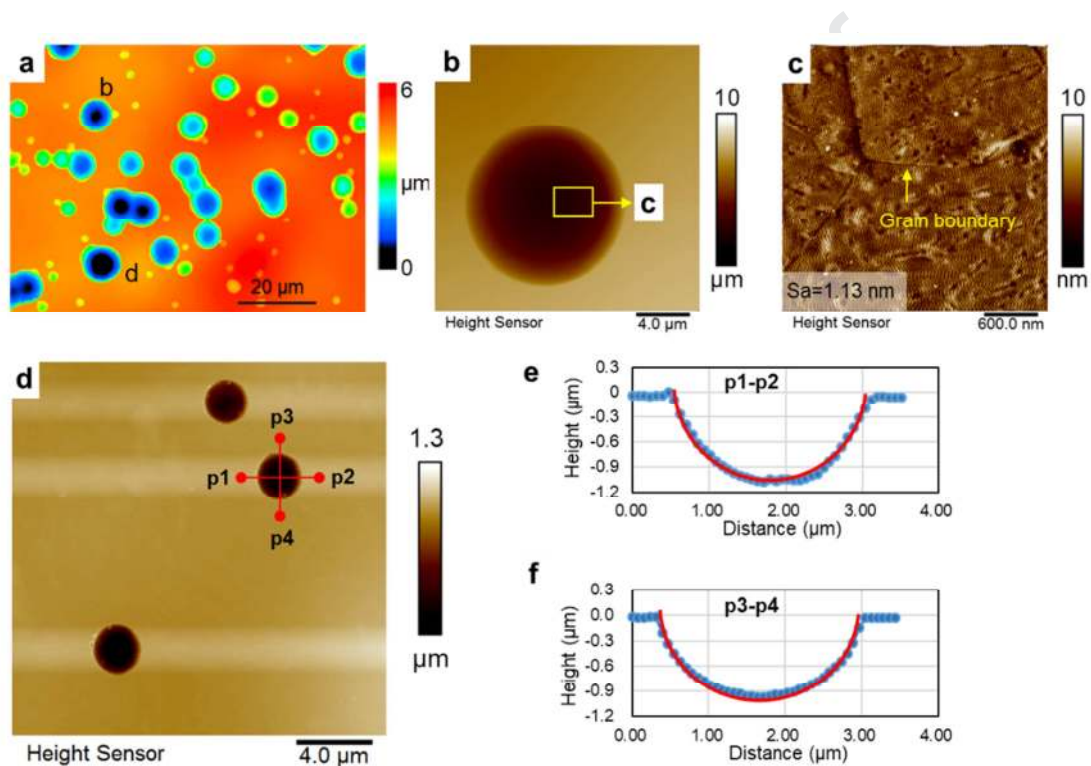 a
b
d
20 µm
6
µm
0
b
c
Height Sensor
4.0 µm
10
µm
c
Grain boundary
Sa=1.13 nm
Height Sensor
600.0 nm
10
nm
d
p3
p1
p2
p4
Height Sensor
4.0 µm
1.3
µm
e
p1-p2
Height (µm)
0.3
0
-0.3
-0.6
-0.9
-1.2
0.00 1.00 2.00 3.00 4.00
Distance (µm)
f
p3-p4
Height (µm)
0.3
0.0
-0.3
-0.6
-0.9
-1.2
0.00 1.00 2.00 3.00 4.00
Distance (µm)